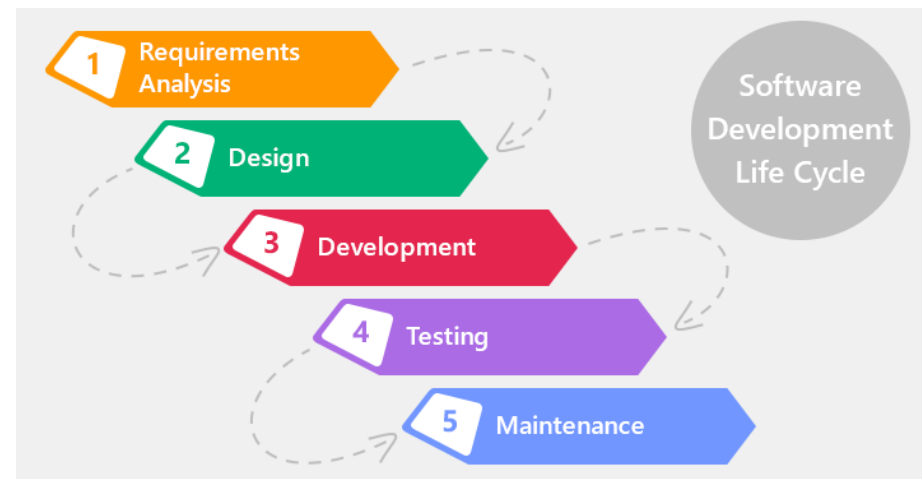 1
Requirements
Analysis
2
Design
3
Development
4
Testing
5
Maintenance
Software
Development
Life Cycle